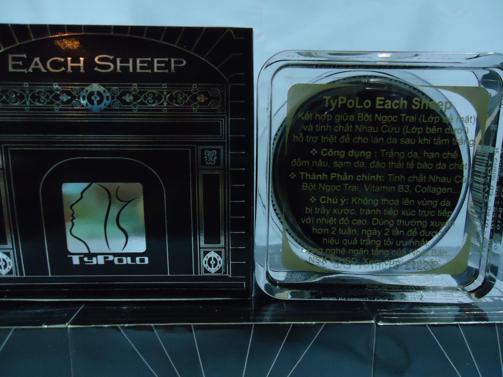 EACH SHEEP
TYPOLO
TyPoLo Each Sheep
Kết hợp giữa Bột Ngọc Trai (Lớp bề mặt)
và tinh chất Nhau Cừu (Lớp bên dưới)
hỗ trợ triệt để cho làn da sau khi tắm trắng
❖ Công dụng : Trắng da, hạn chế
đốm nâu, sạm da, đào thải tế bào da chết
❖ Thành Phần chính: Tinh chất Nhau Cừu
Bột Ngọc Trai, Vitamin B3, Collagen...
❖ Chú ý: Không thoa lên vùng da
bị trầy xước, tránh tiếp xúc trực tiếp
với nhiệt độ cao. Dùng thường xuyên
hơn 2 tuần, ngày 2 lần để được
hiệu quả trắng tối ưu